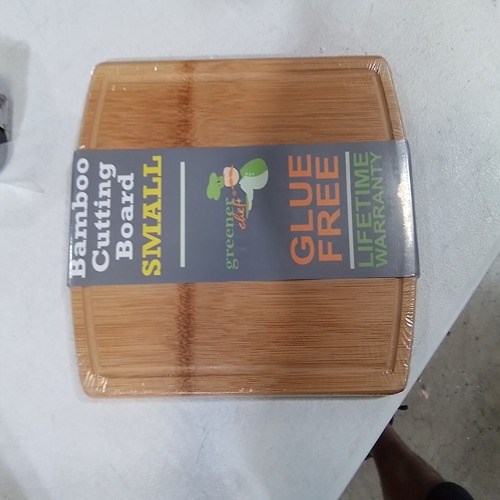 Bamboo
Cutting
Board
SMALL
greener
chef
GLUE
FREE
LIFETIME
WARRANTY